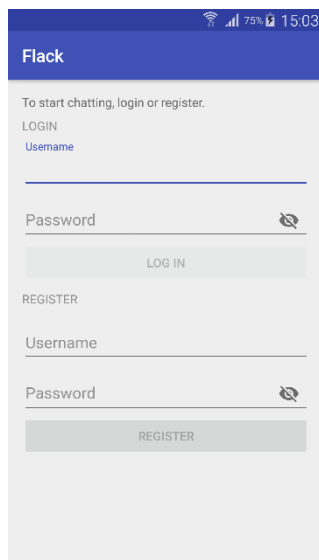 75% 15:03
Flack
To start chatting, login or register.
LOGIN
Username
Password
LOG IN
REGISTER
Username
Password
REGISTER